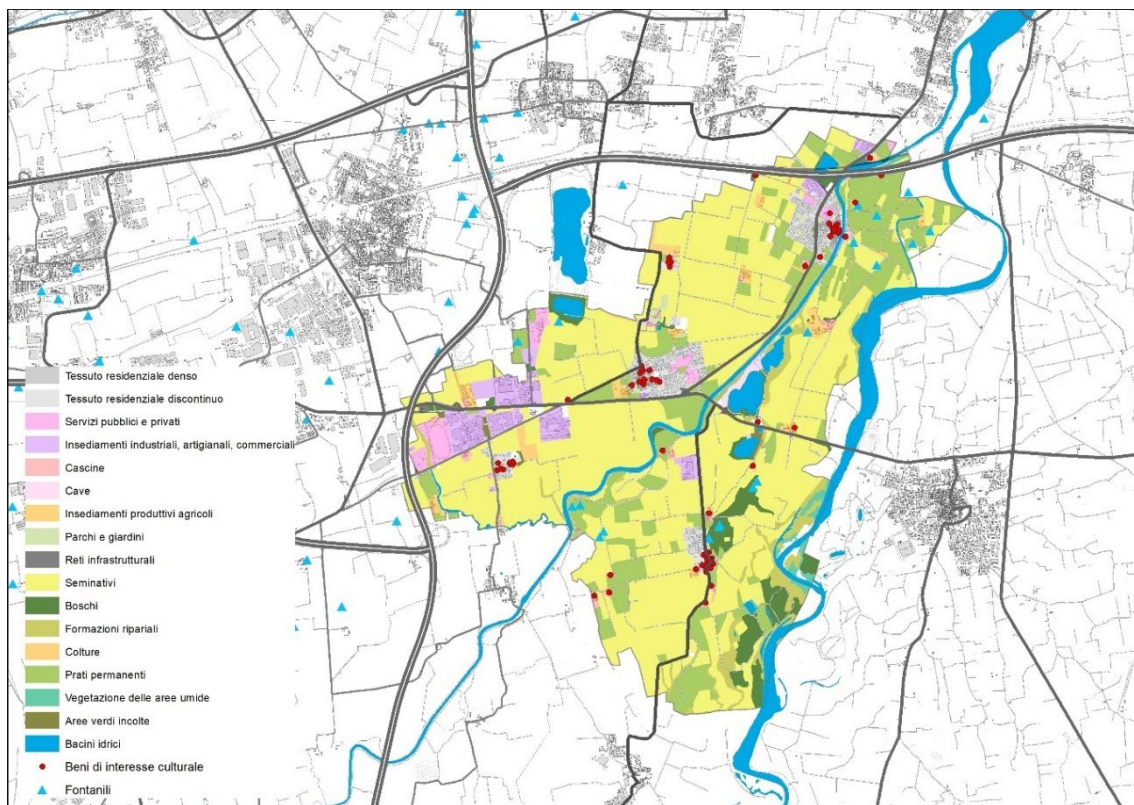 Tessuto residenziale denso
Tessuto residenziale discontinuo
Servizi pubblici e privati
Insediamenti industriali, artigianali, commerciali
Cascine
Cave
Insediamenti produttivi agricoli
Parchi e giardini
Reti infrastrutturali
Seminativi
Boschi
Formazioni ripariali
Colture
Prati permanenti
Vegetazione delle aree umide
Aree verdi incolte
Bacini idrici
Beni di interesse culturale
Fontanili